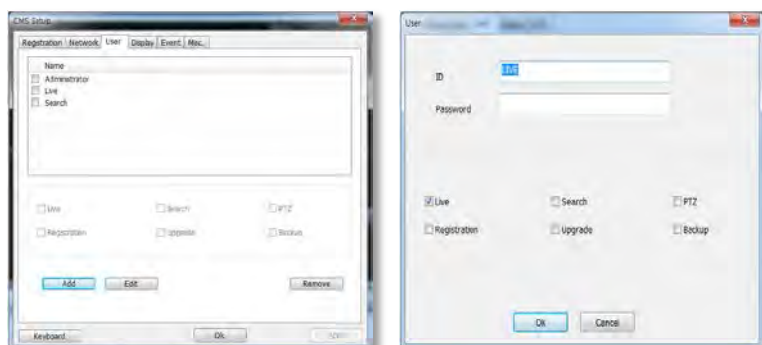 CMS Setup
Registration Network User Display Event Misc.
Name
Administrator
Live
Search
Live Search PTZ
Registration Upgrade Backup
Add Edit Remove
Keyboard Ok Apply
User
ID LIVE
Password
Live Search PTZ
Registration Upgrade Backup
Ok Cancel